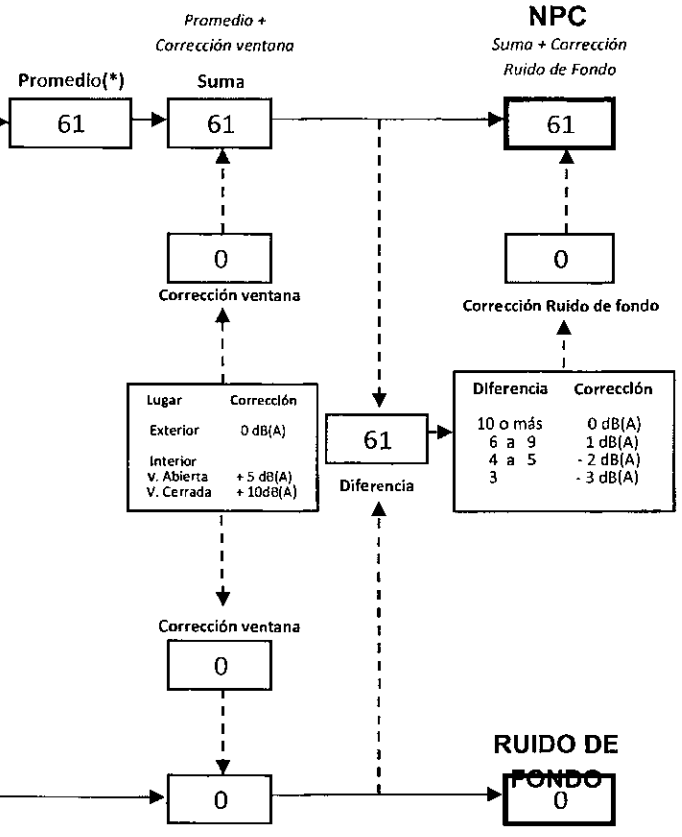 Promedio +
Corrección ventana
NPC
Suma + Corrección
Ruido de Fondo
Promedio(*)
Suma
61
61
61
0
0
Corrección ventana
Corrección Ruido de fondo
Lugar Corrección
Exterior 0 dB(A)
Interior
v. Abierta + 5 dB(A)
V. Cerrada + 10dB(A)
61
Diferencia
Diferencia Corrección
10 o más 0 dB(A)
6 a 9 1 dB(A)
4 a 5 - 2 dB(A)
3 - 3 dB(A)
Corrección ventana
0
RUIDO DE
FONDO
0
0